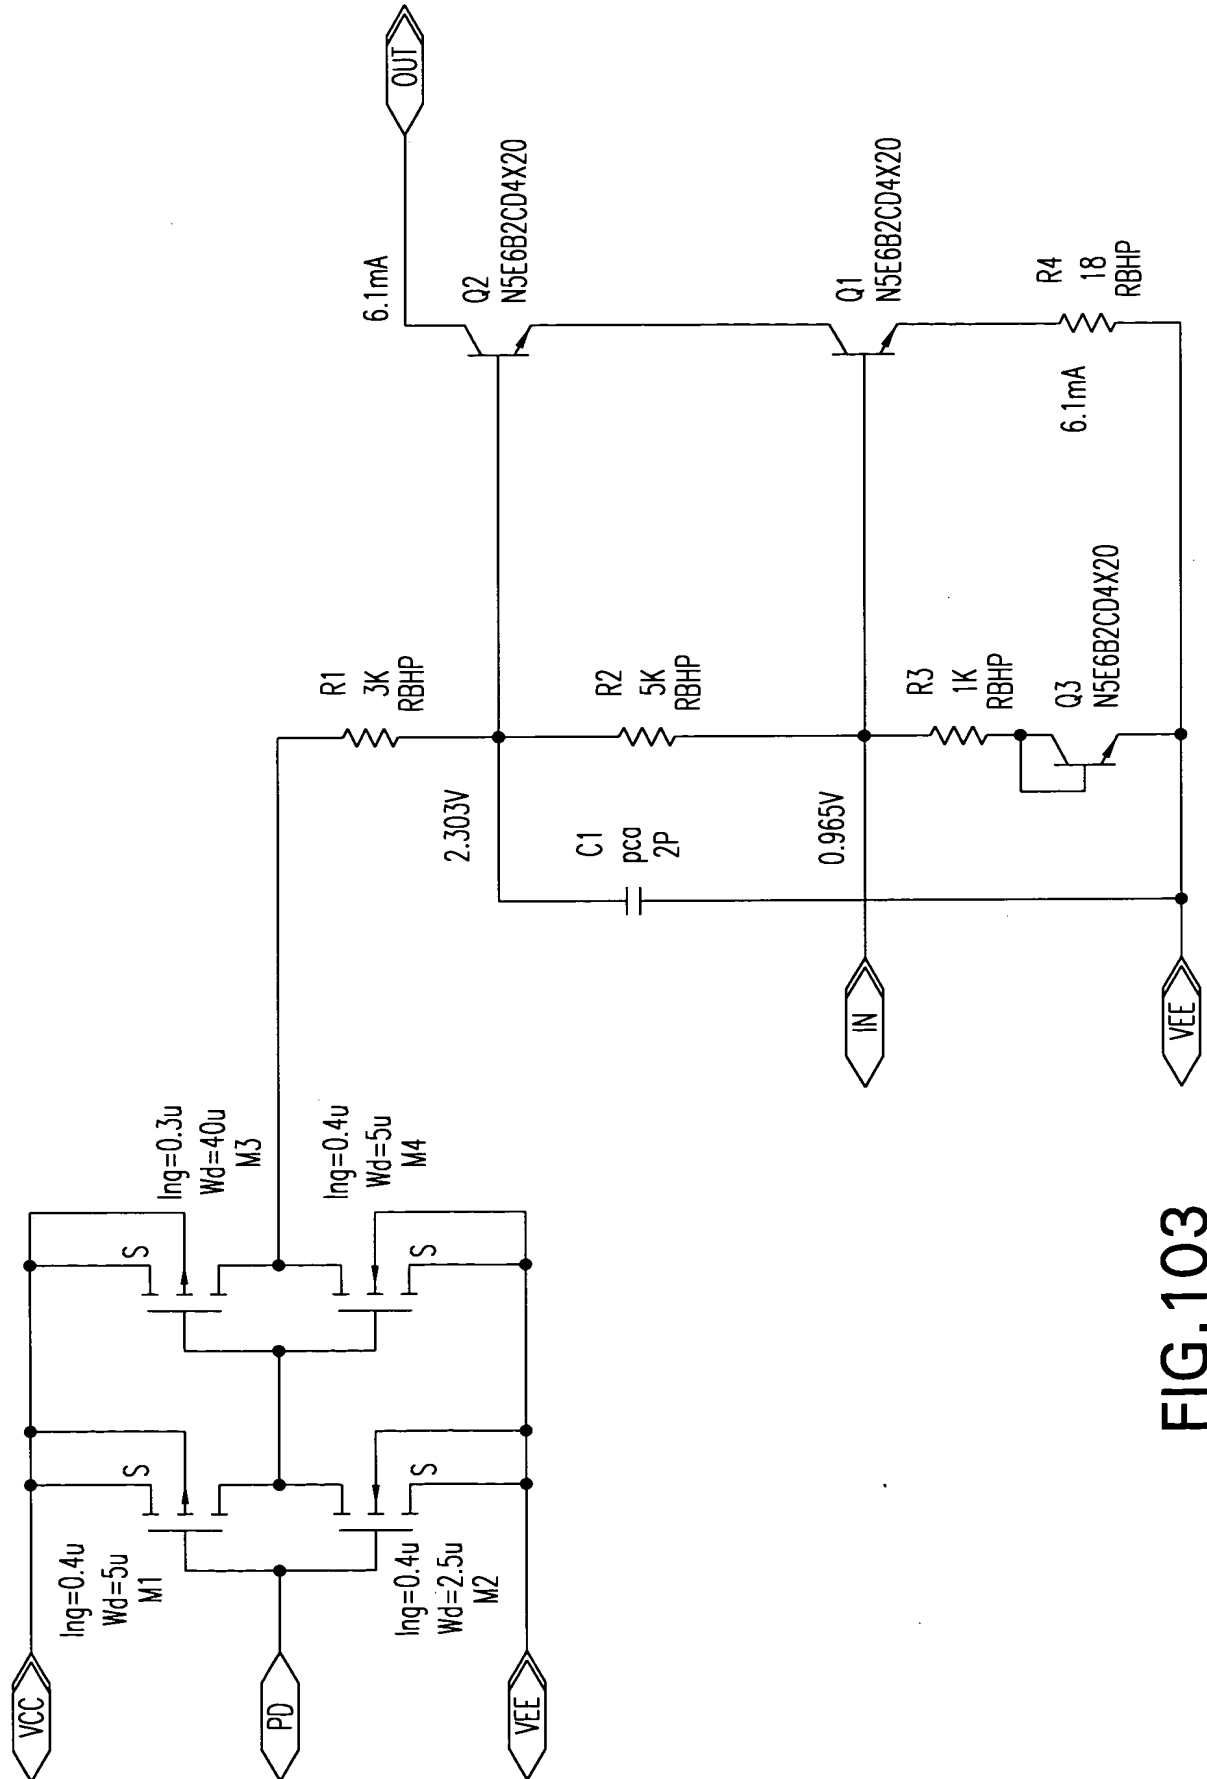 VCC
lng=0.4u
Wd=5u
M1
S
PD
lng=0.4u
Wd=2.5u
M2
S
VEE
lng=0.3u
Wd=40u
M3
S
lng=0.4u
Wd=5u
M4
S
R1
3K
RBHP
2.303V
C1
pca
2P
R2
5K
RBHP
0.965V
IN
R3
1K
RBHP
Q3
N5E6B2CD4X20
VEE
OUT
6.1mA
Q2
N5E6B2CD4X20
Q1
N5E6B2CD4X20
R4
18
RBHP
6.1mA
FIG.103